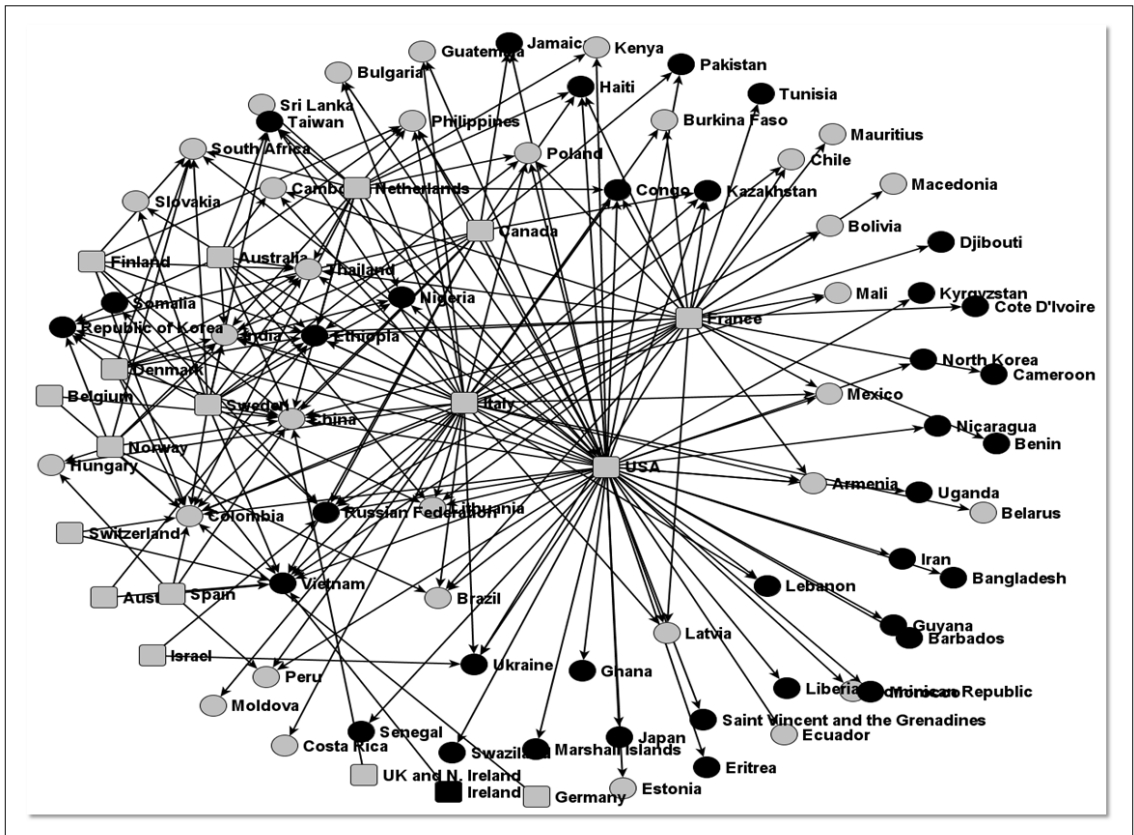 Jamaica
Kenya
Guatemala
Pakistan
Bulgaria
Haiti
Tunisia
Sri Lanka
Taiwan
Philippines
Burkina Faso
Mauritius
South Africa
Poland
Chile
Macedonia
Cambo
Netherlands
Congo
Kazakhstan
Slovakia
Bolivia
Canada
Djibouti
Finland
Australia
Thailand
Mali
Kyrgyzstan
Cote D'Ivoire
Somalia
Nigeria
France
Republic of Korea
India
Ethiopia
North Korea
Cameroon
Denmark
Belgium
Sweden
Italy
Mexico
China
Nicaragua
Benin
Norway
Hungary
USA
Armenia
Uganda
Belarus
Colombia
Russian Federation
Lithuania
Switzerland
Iran
Bangladesh
Vietnam
Lebanon
Aust
Spain
Brazil
Guyana
Barbados
Latvia
Israel
Ukraine
Ghana
Peru
Liberia
Dominican Republic
Morocco
Moldova
Saint Vincent and the Grenadines
Costa Rica
Senegal
Swaziland
Marshall Islands
Japan
Ecuador
Eritrea
UK and N. Ireland
Ireland
Germany
Estonia